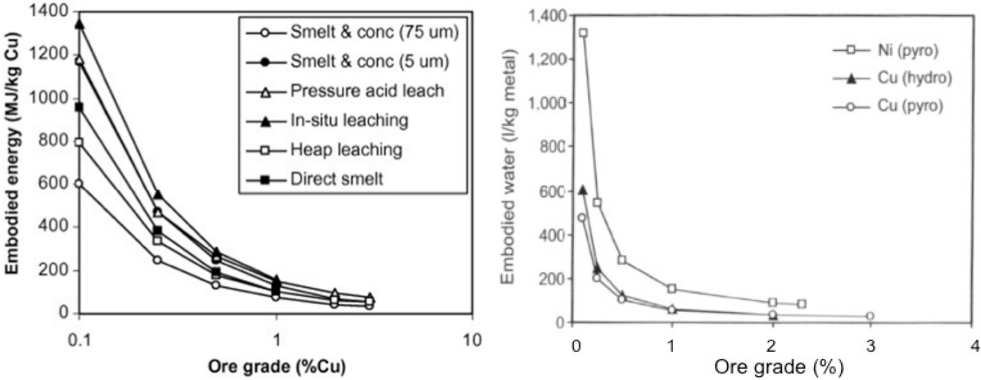 Embodied energy (MJ/kg Cu)
1400
1200
1000
800
600
400
200
0
0.1
1
10
Ore grade (%Cu)
Smelt & conc (75 um)
Smelt & conc (5 um)
Pressure acid leach
In-situ leaching
Heap leaching
Direct smelt
Embodied water (l/kg metal)
1,400
1,200
1,000
800
600
400
200
0
0
1
2
3
4
Ore grade (%)
Ni (pyro)
Cu (hydro)
Cu (pyro)